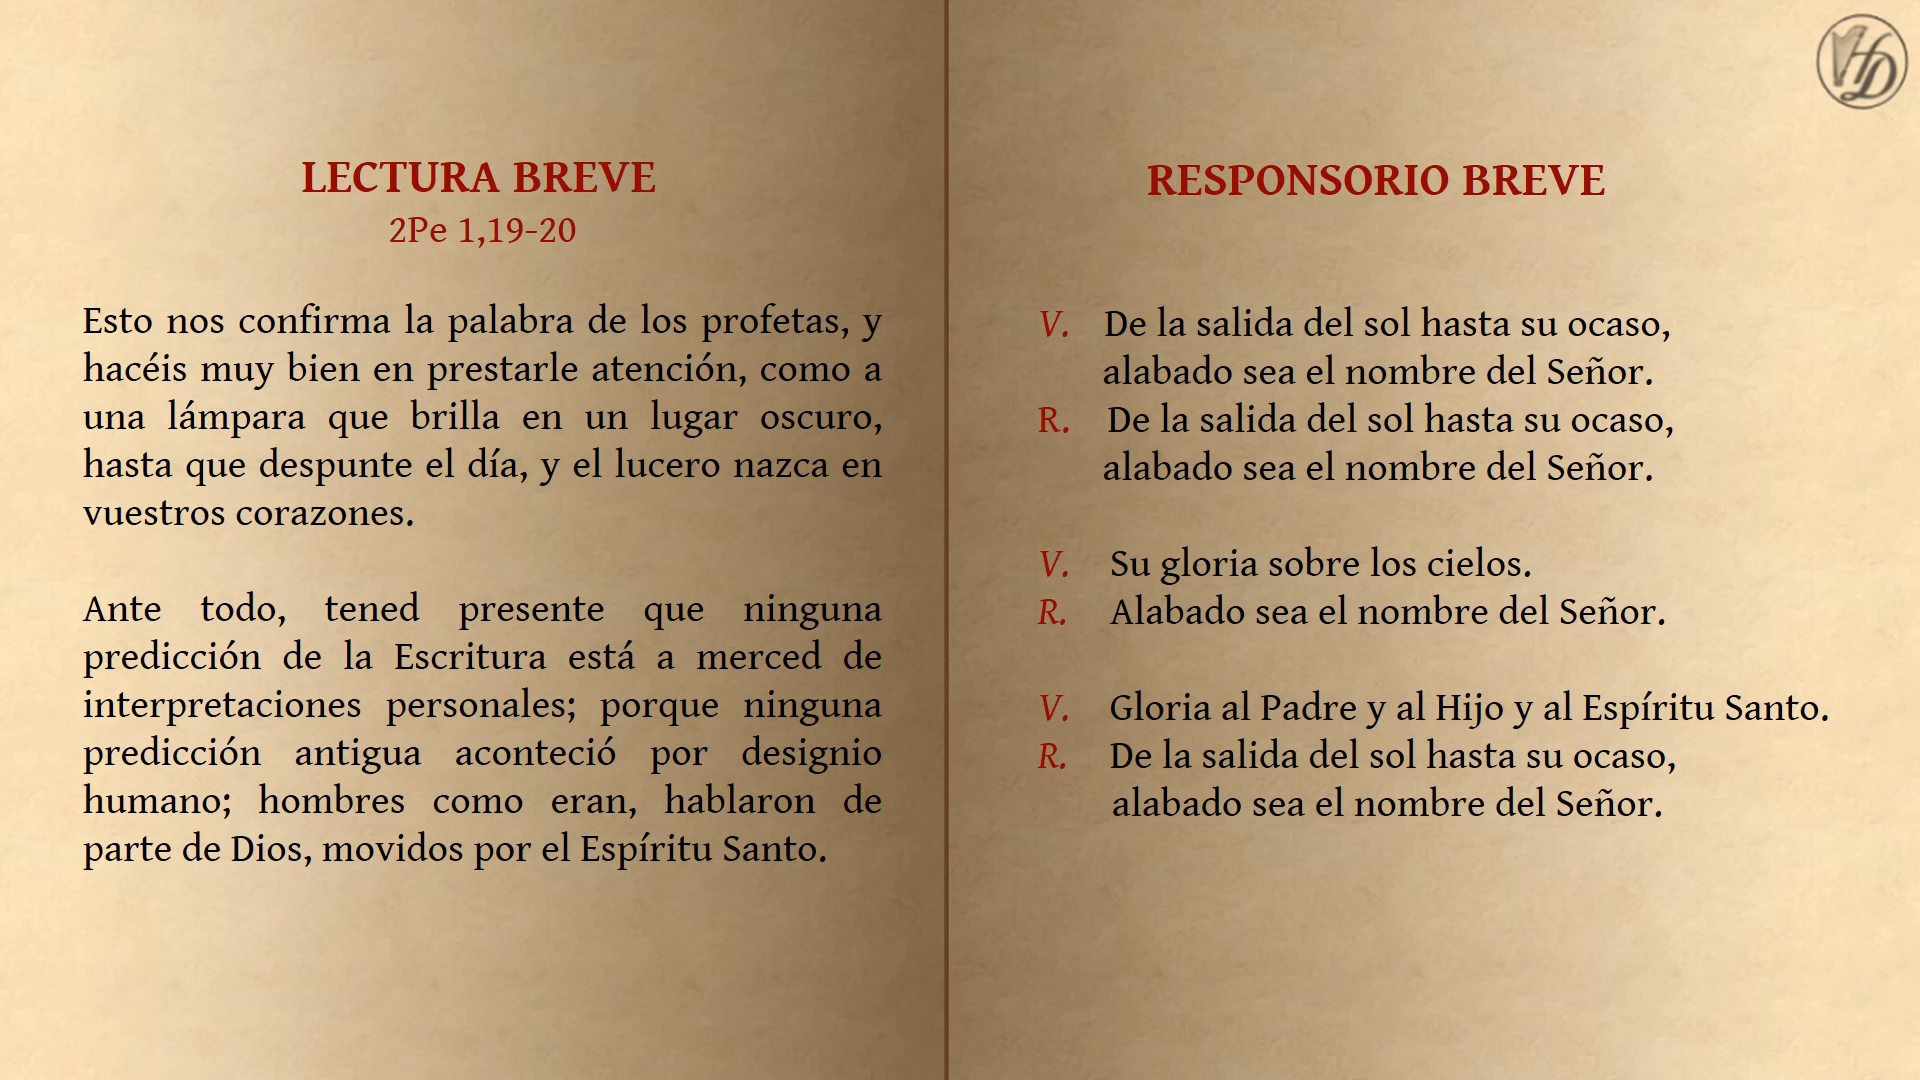 LECTURA BREVE
2Pe 1,19-20
Esto nos confirma la palabra de los profetas, y
hacéis muy bien en prestarle atención, como a
una lámpara que brilla en un lugar oscuro,
hasta que despunte el día, y el lucero nazca en
vuestros corazones.
Ante todo, tened presente que ninguna
predicción de la Escritura está a merced de
interpretaciones personales; porque ninguna
predicción antigua aconteció por designio
humano; hombres como eran, hablaron de
parte de Dios, movidos por el Espíritu Santo.
HD
RESPONSORIO BREVE
V. De la salida del sol hasta su ocaso,
alabado sea el nombre del Señor.
R. De la salida del sol hasta su ocaso,
alabado sea el nombre del Señor.
V. Su gloria sobre los cielos.
R. Alabado sea el nombre del Señor.
V. Gloria al Padre y al Hijo y al Espíritu Santo.
R. De la salida del sol hasta su ocaso,
alabado sea el nombre del Señor.